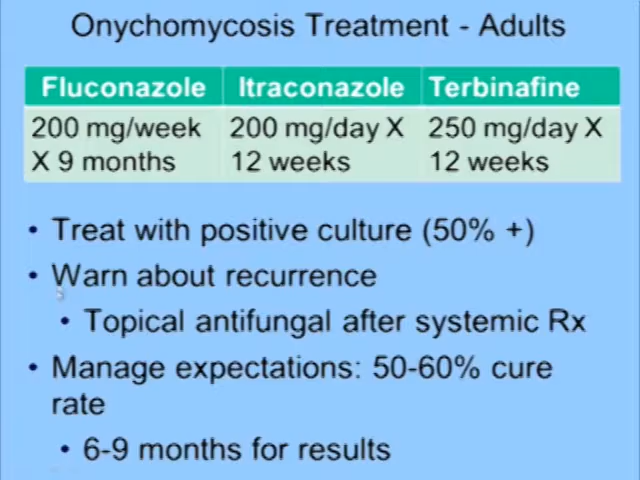 Onychomycosis Treatment - Adults
Fluconazole Itraconazole Terbinafine
200 mg/week 200 mg/day X 250 mg/day X
X 9 months 12 weeks 12 weeks
• Treat with positive culture (50% +)
• Warn about recurrence
• Topical antifungal after systemic Rx
• Manage expectations: 50-60% cure
rate
• 6-9 months for results